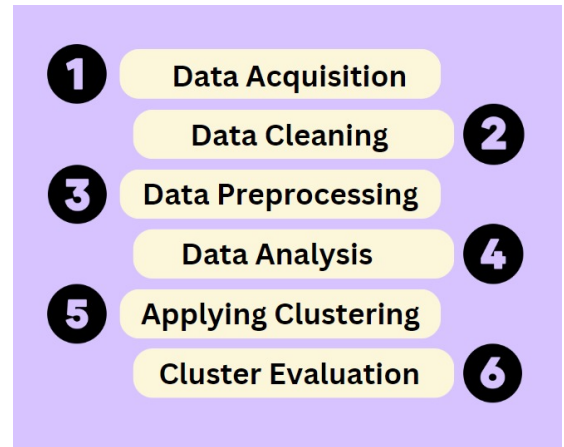 1 Data Acquisition
Data Cleaning 2
3 Data Preprocessing
Data Analysis 4
5 Applying Clustering
Cluster Evaluation 6